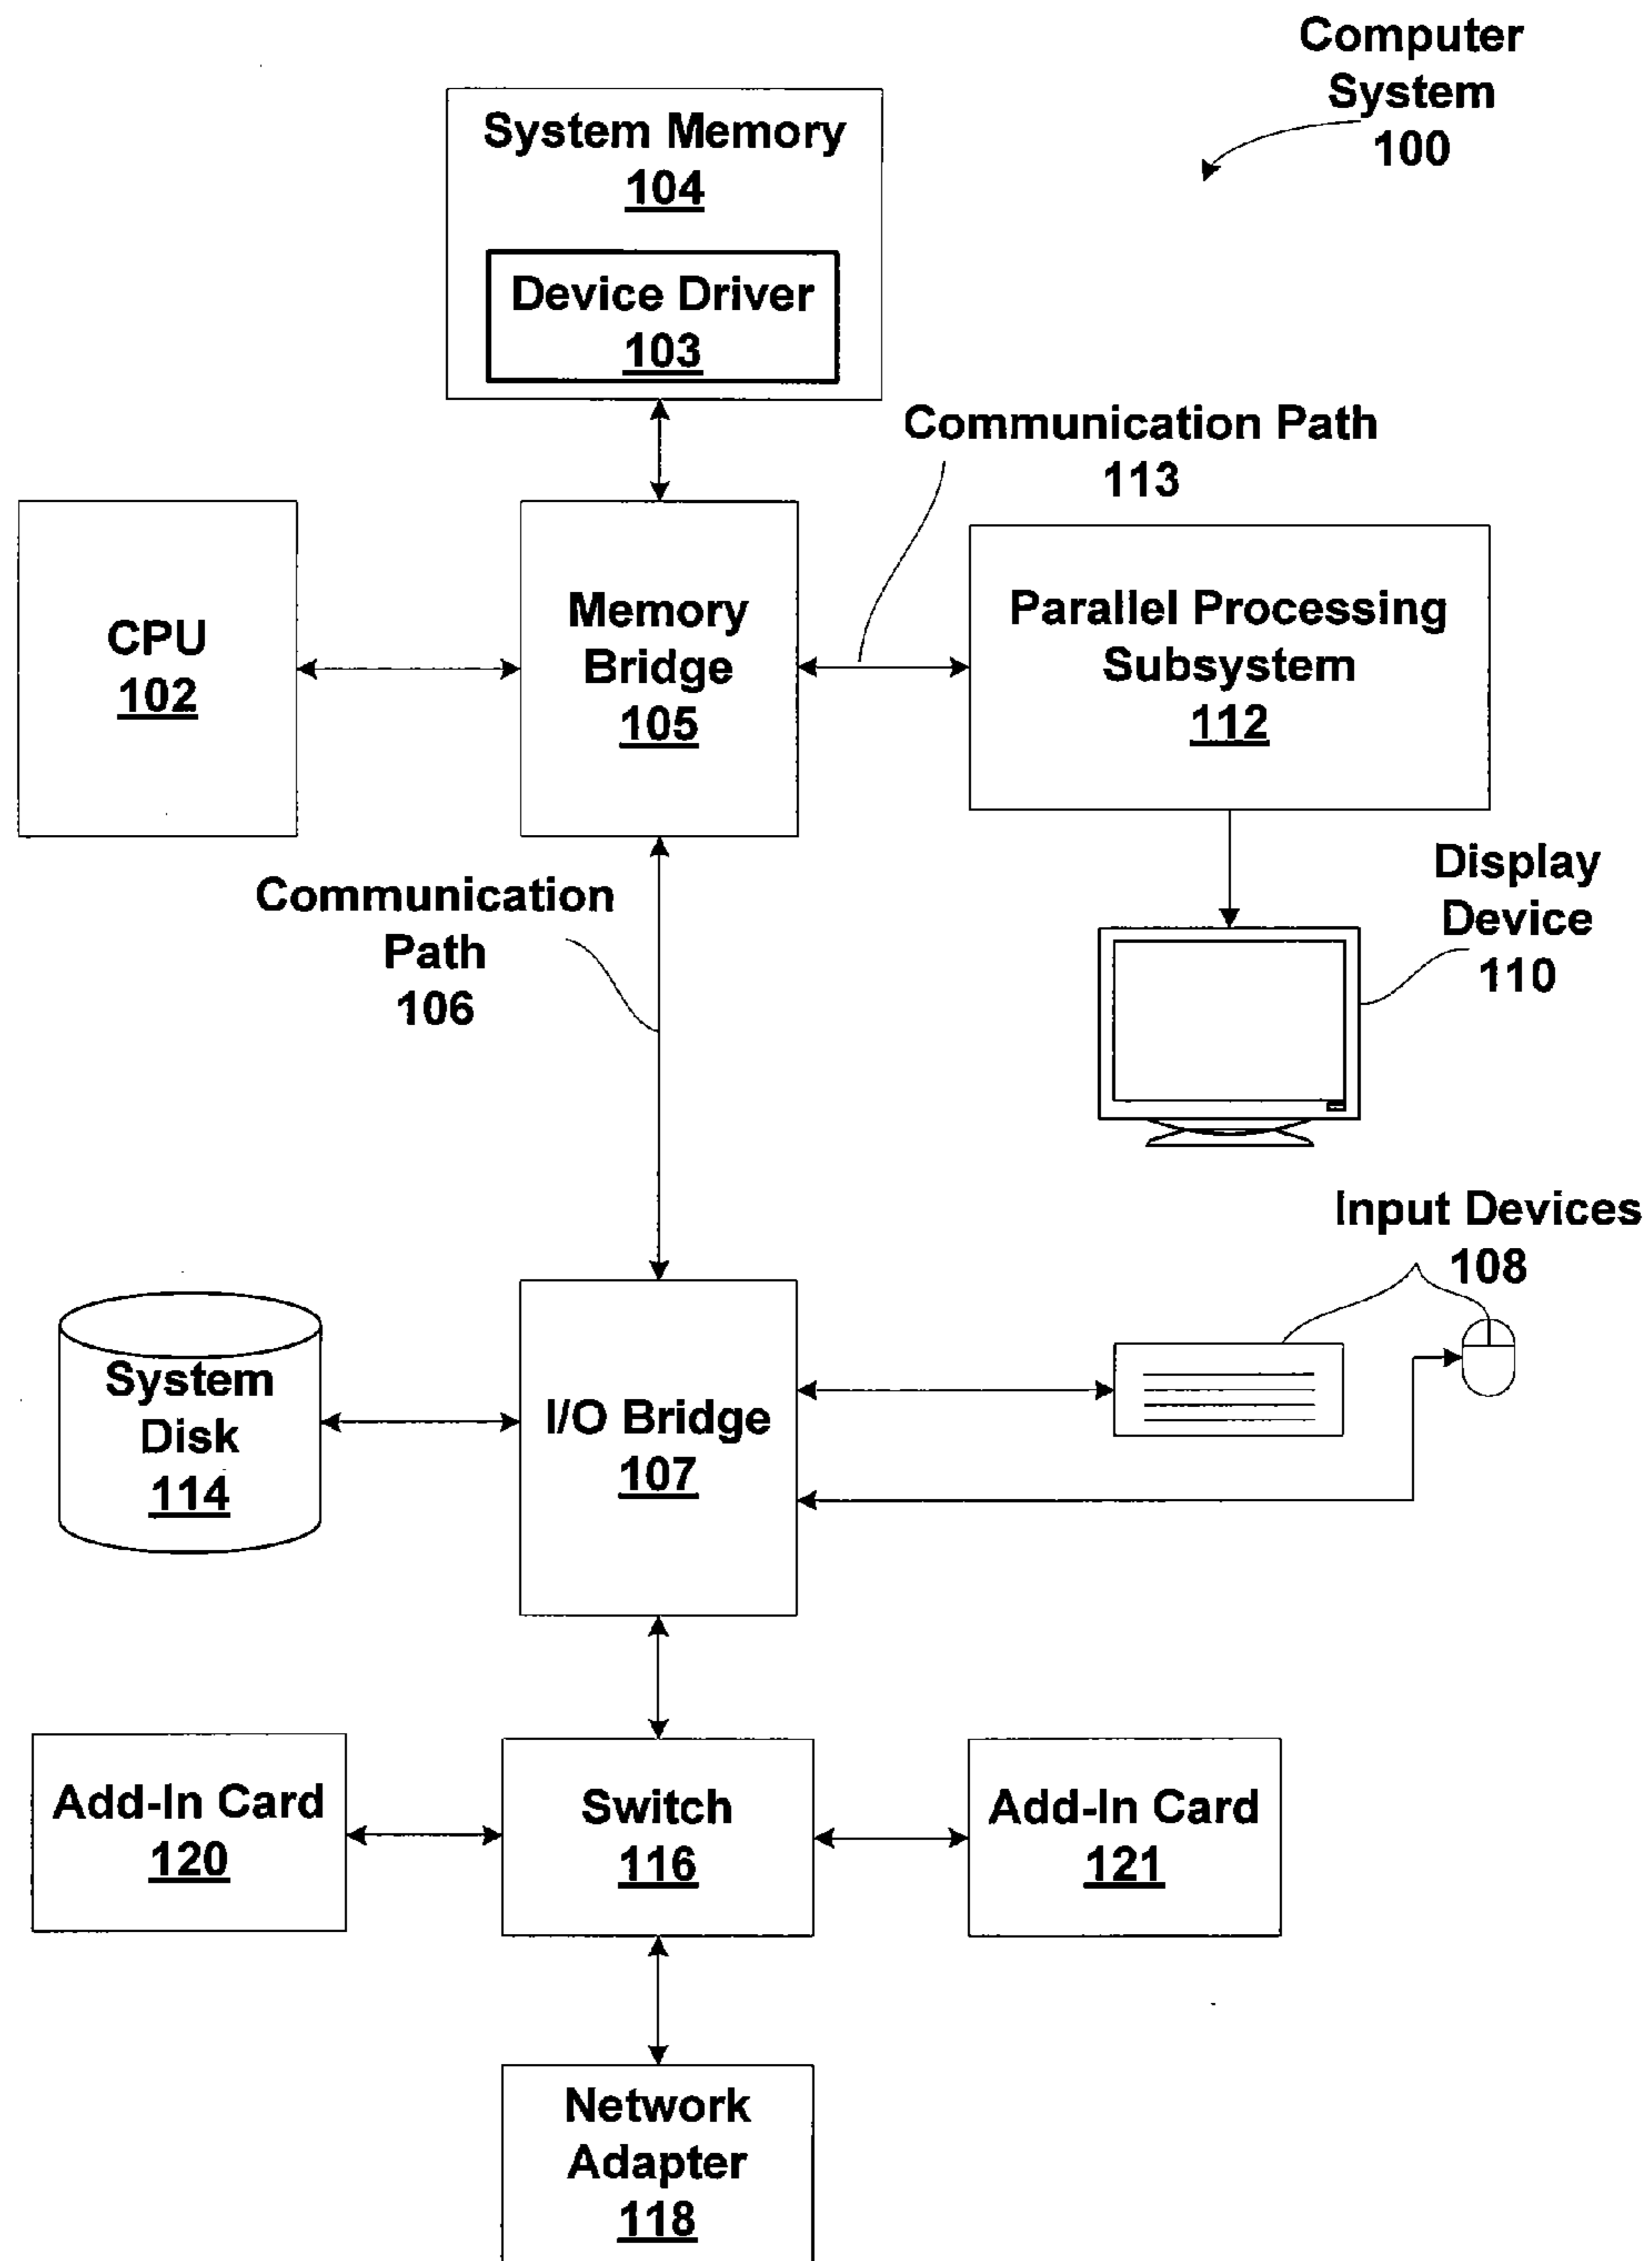 Computer
System
100
System Memory
104
Device Driver
103
Communication Path
113
CPU
102
Memory
Bridge
105
Parallel Processing
Subsystem
112
Communication
Path
106
Display
Device
110
Input Devices
108
System
Disk
114
I/O Bridge
107
Add-In Card
120
Switch
116
Add-In Card
121
Network
Adapter
118